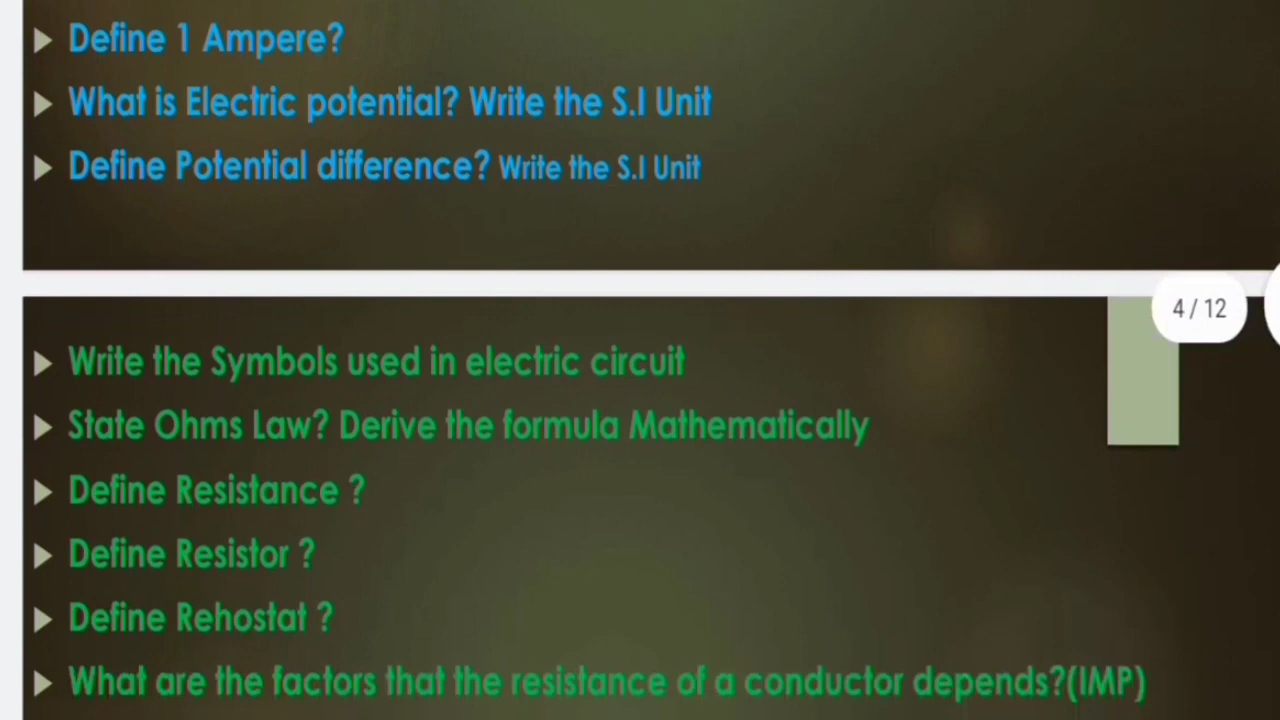 Define 1 Ampere?
What is Electric potential? Write the S.I Unit
Define Potential difference? Write the S.I Unit
4 / 12
Write the Symbols used in electric circuit
State Ohms Law? Derive the formula Mathematically
Define Resistance ?
Define Resistor ?
Define Rehostat ?
What are the factors that the resistance of a conductor depends?(IMP)